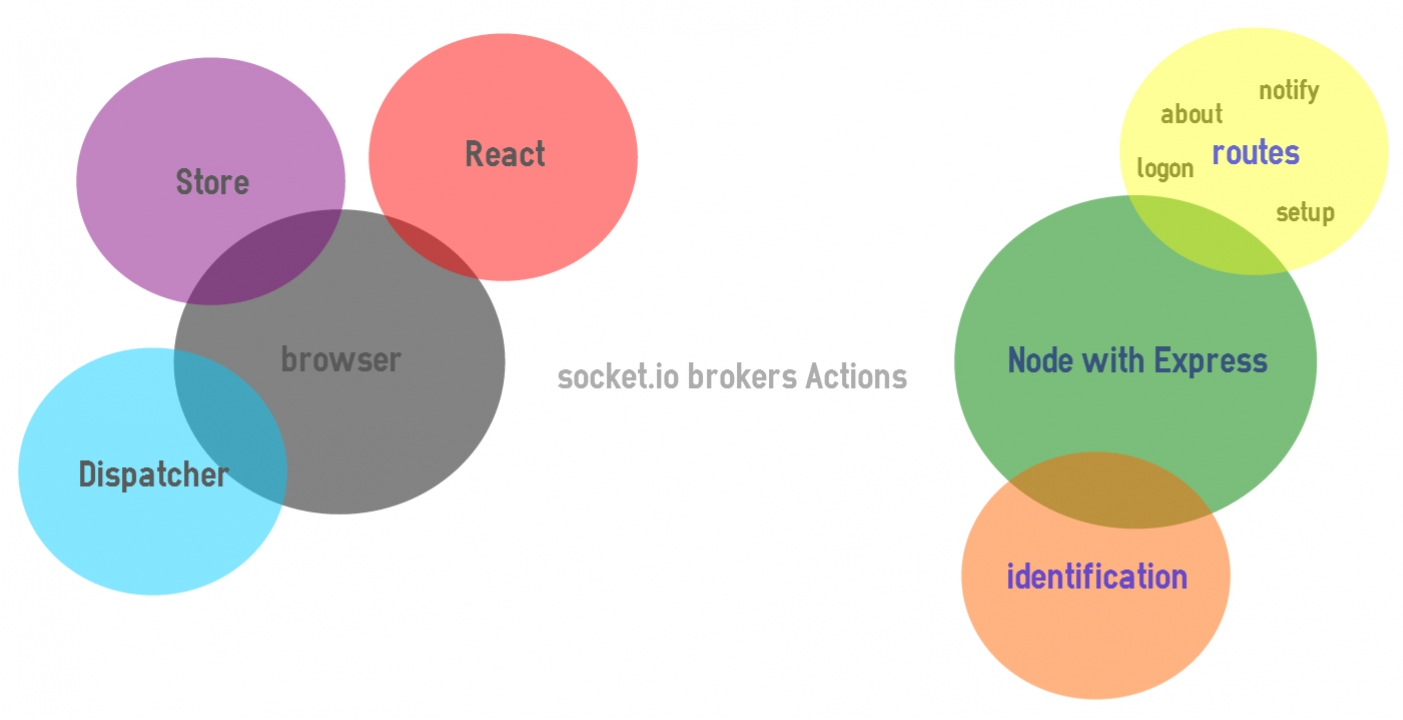 Store
React
browser
Dispatcher
socket.io brokers Actions
notify
about
routes
logon
setup
Node with Express
identification